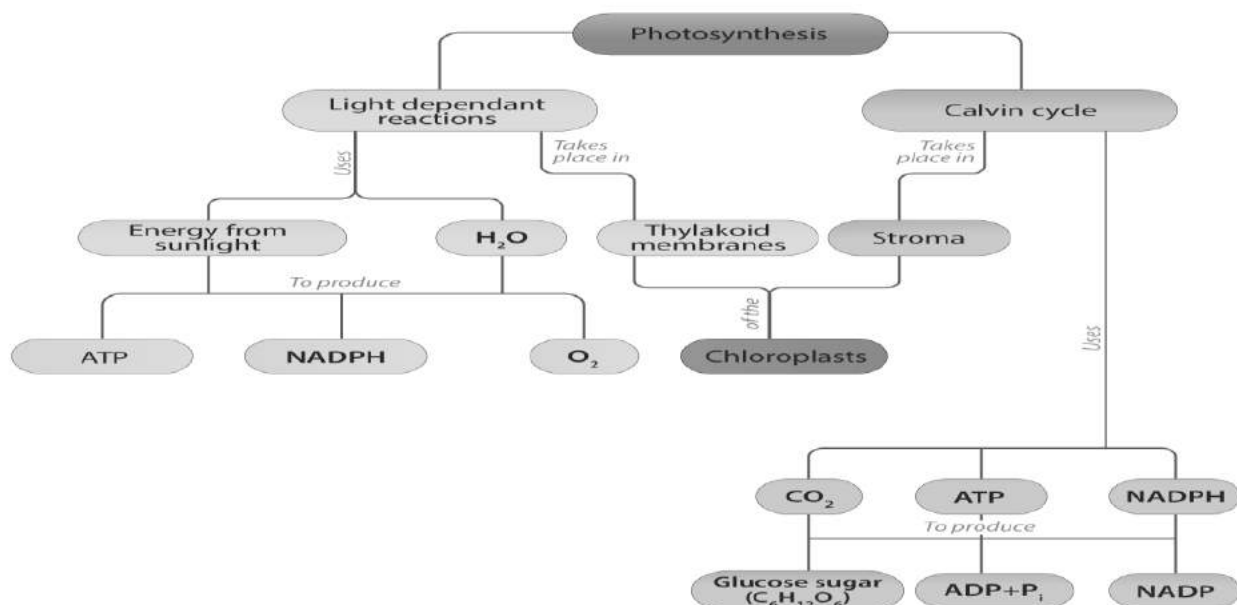 Photosynthesis
Light dependant
reactions
Calvin cycle
Uses
Takes
place in
Takes
place in
Energy from
sunlight
H₂O
Thylakoid
membranes
Stroma
To produce
of the
Uses
ATP
NADPH
O₂
Chloroplasts
CO₂
ATP
NADPH
To produce
Glucose sugar
(C₆H₁₂O₆)
ADP+Pᵢ
NADP